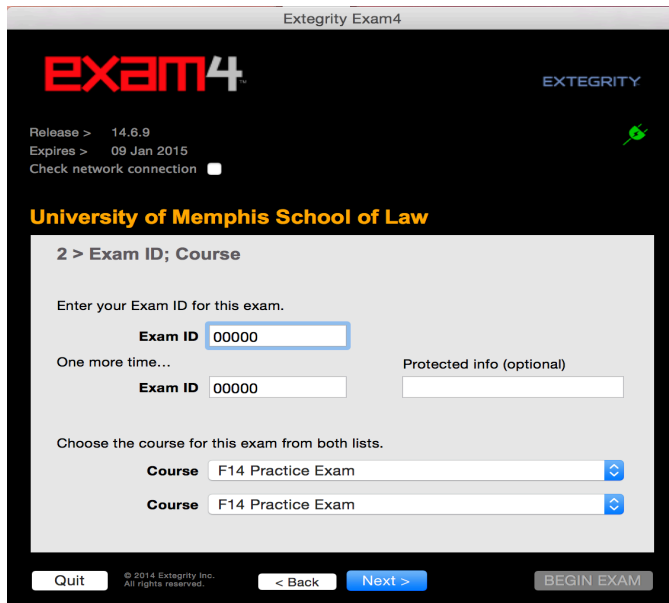 Extegrity Exam4
exam4™
EXTEGRITY
Release > 14.6.9
Expires > 09 Jan 2015
Check network connection
University of Memphis School of Law
2 > Exam ID; Course
Enter your Exam ID for this exam.
Exam ID 00000
One more time...
Protected info (optional)
Exam ID 00000
Choose the course for this exam from both lists.
Course F14 Practice Exam
Course F14 Practice Exam
Quit
© 2014 Extegrity Inc.
All rights reserved.
< Back
Next >
BEGIN EXAM